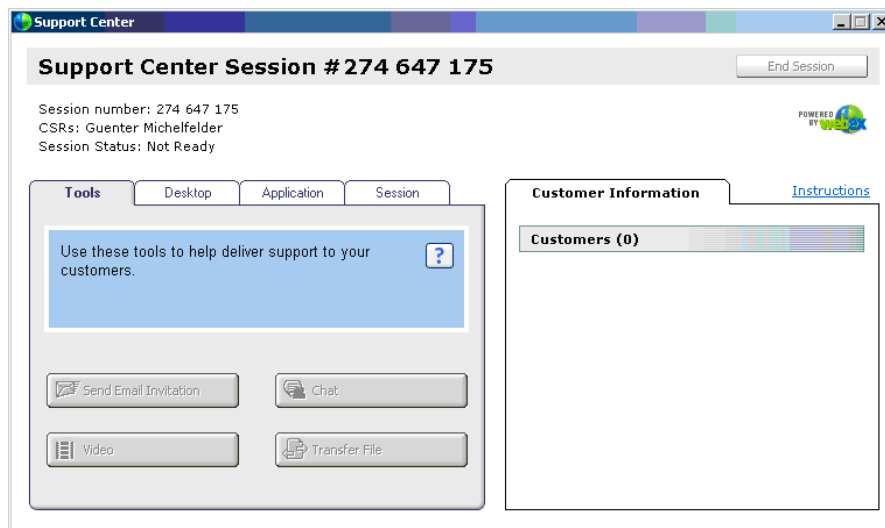 Support Center
Support Center Session #274 647 175
End Session
Session number: 274 647 175
CSRs: Guenter Michelfelder
Session Status: Not Ready
POWERED
BY webex
Tools
Desktop
Application
Session
Customer Information
Instructions
Use these tools to help deliver support to your
customers.
?
Customers (0)
Send Email Invitation
Chat
Video
Transfer File